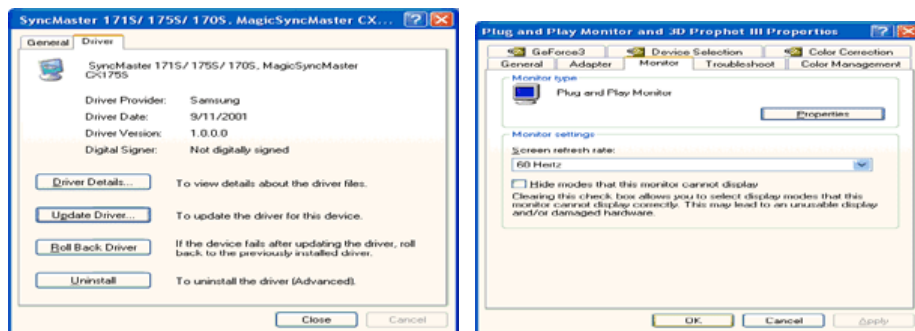 SyncMaster 171S/ 175S/ 170S, MagicSyncMaster CX...
General
Driver
SyncMaster 171S/ 175S/ 170S, MagicSyncMaster
CX175S
Driver Provider: Samsung
Driver Date: 9/11/2001
Driver Version: 1.0.0.0
Digital Signer: Not digitally signed
Driver Details...
To view details about the driver files.
Update Driver...
To update the driver for this device.
Roll Back Driver
If the device fails after updating the driver, roll
back to the previously installed driver.
Uninstall
To uninstall the driver (Advanced).
Close
Cancel
Plug and Play Monitor and 3D Prophet III Properties
GeForce3
Device Selection
Color Correction
General
Adapter
Monitor
Troubleshoot
Color Management
Monitor type
Plug and Play Monitor
Properties
Monitor settings
Screen refresh rate:
60 Hertz
Hide modes that this monitor cannot display
Clearing this check box allows you to select display modes that this
monitor cannot display correctly. This may lead to an unusable display
and/or damaged hardware.
OK
Cancel
Apply